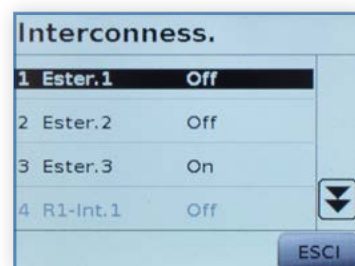 Interconness.
1 Ester.1 Off
2 Ester.2 Off
3 Ester.3 On
4 R1-Int.1 Off
ESCI